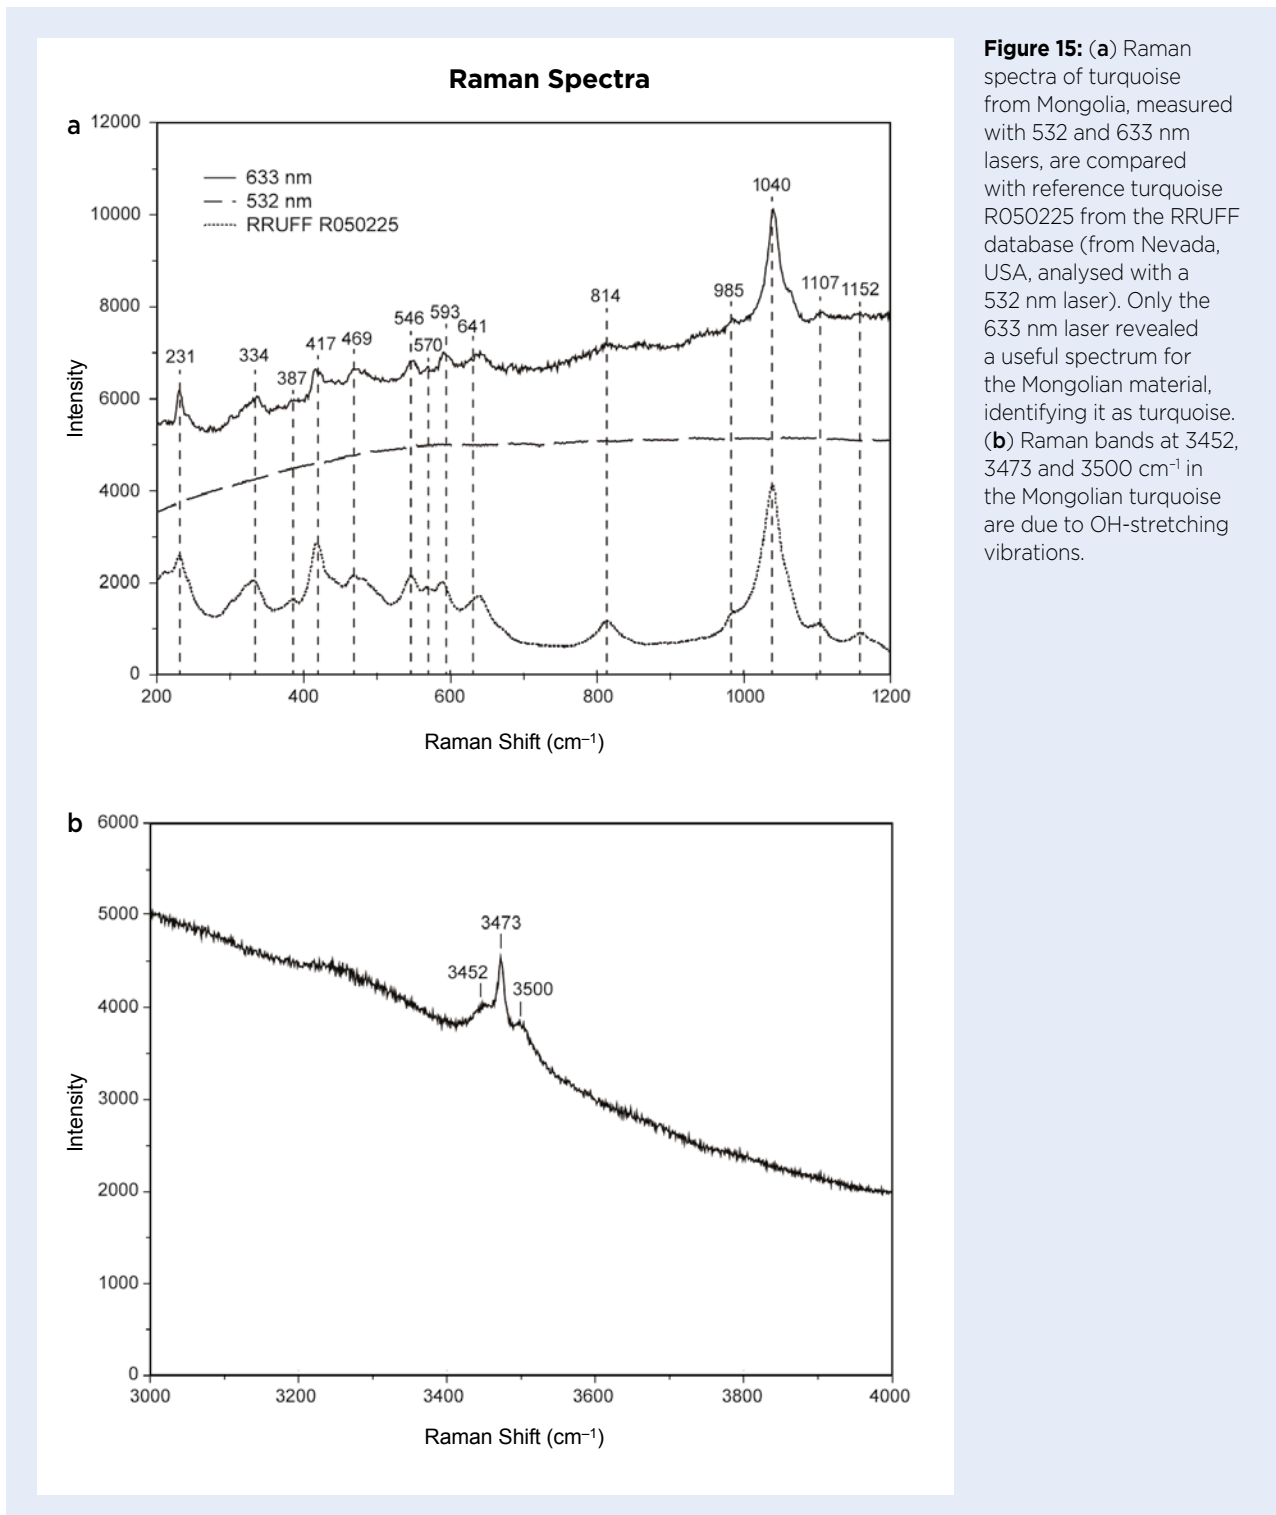 Raman Spectra
a
12000
10000
8000
6000
4000
2000
0
Intensity
633 nm
532 nm
RRUFF R050225
231
334
387
417
469
546
570
593
641
814
985
1040
1107
1152
200
400
600
800
1000
1200
Raman Shift (cm–1)
b
6000
5000
4000
3000
2000
1000
0
Intensity
3452
3473
3500
3000
3200
3400
3600
3800
4000
Raman Shift (cm–1)
Figure 15: (a) Raman
spectra of turquoise
from Mongolia, measured
with 532 and 633 nm
lasers, are compared
with reference turquoise
R050225 from the RRUFF
database (from Nevada,
USA, analysed with a
532 nm laser). Only the
633 nm laser revealed
a useful spectrum for
the Mongolian material,
identifying it as turquoise.
(b) Raman bands at 3452,
3473 and 3500 cm–1 in
the Mongolian turquoise
are due to OH-stretching
vibrations.